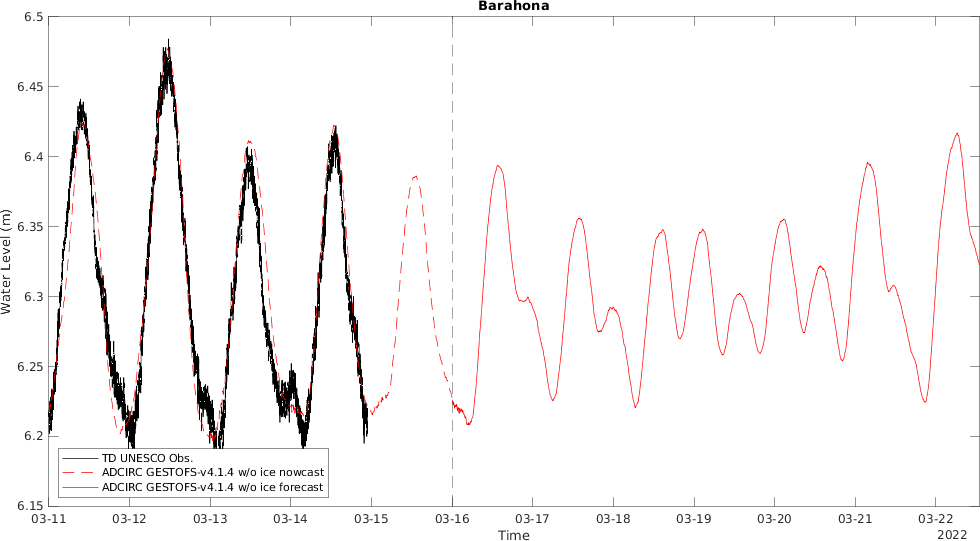 Barahona
6.5
6.45
6.4
6.35
6.3
6.25
6.2
6.15
Water Level (m)
TD UNESCO Obs.
ADCIRC GESTOFS-v4.1.4 w/o ice nowcast
ADCIRC GESTOFS-v4.1.4 w/o ice forecast
03-11 03-12 03-13 03-14 03-15 03-16 03-17 03-18 03-19 03-20 03-21 03-22
Time
2022